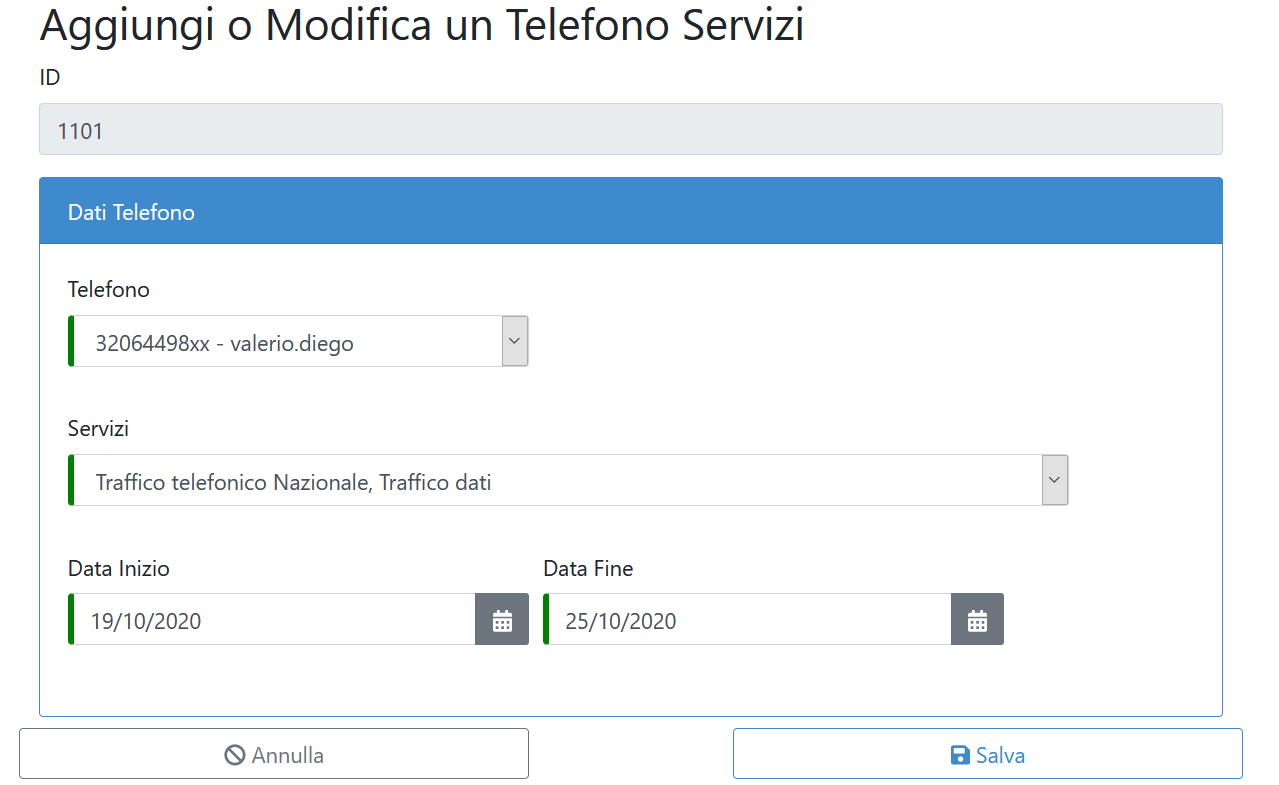 Aggiungi o Modifica un Telefono Servizi
ID
1101
Dati Telefono
Telefono
32064498xx - valerio.diego
Servizi
Traffico telefonico Nazionale, Traffico dati
Data Inizio
Data Fine
19/10/2020
25/10/2020
Annulla
Salva